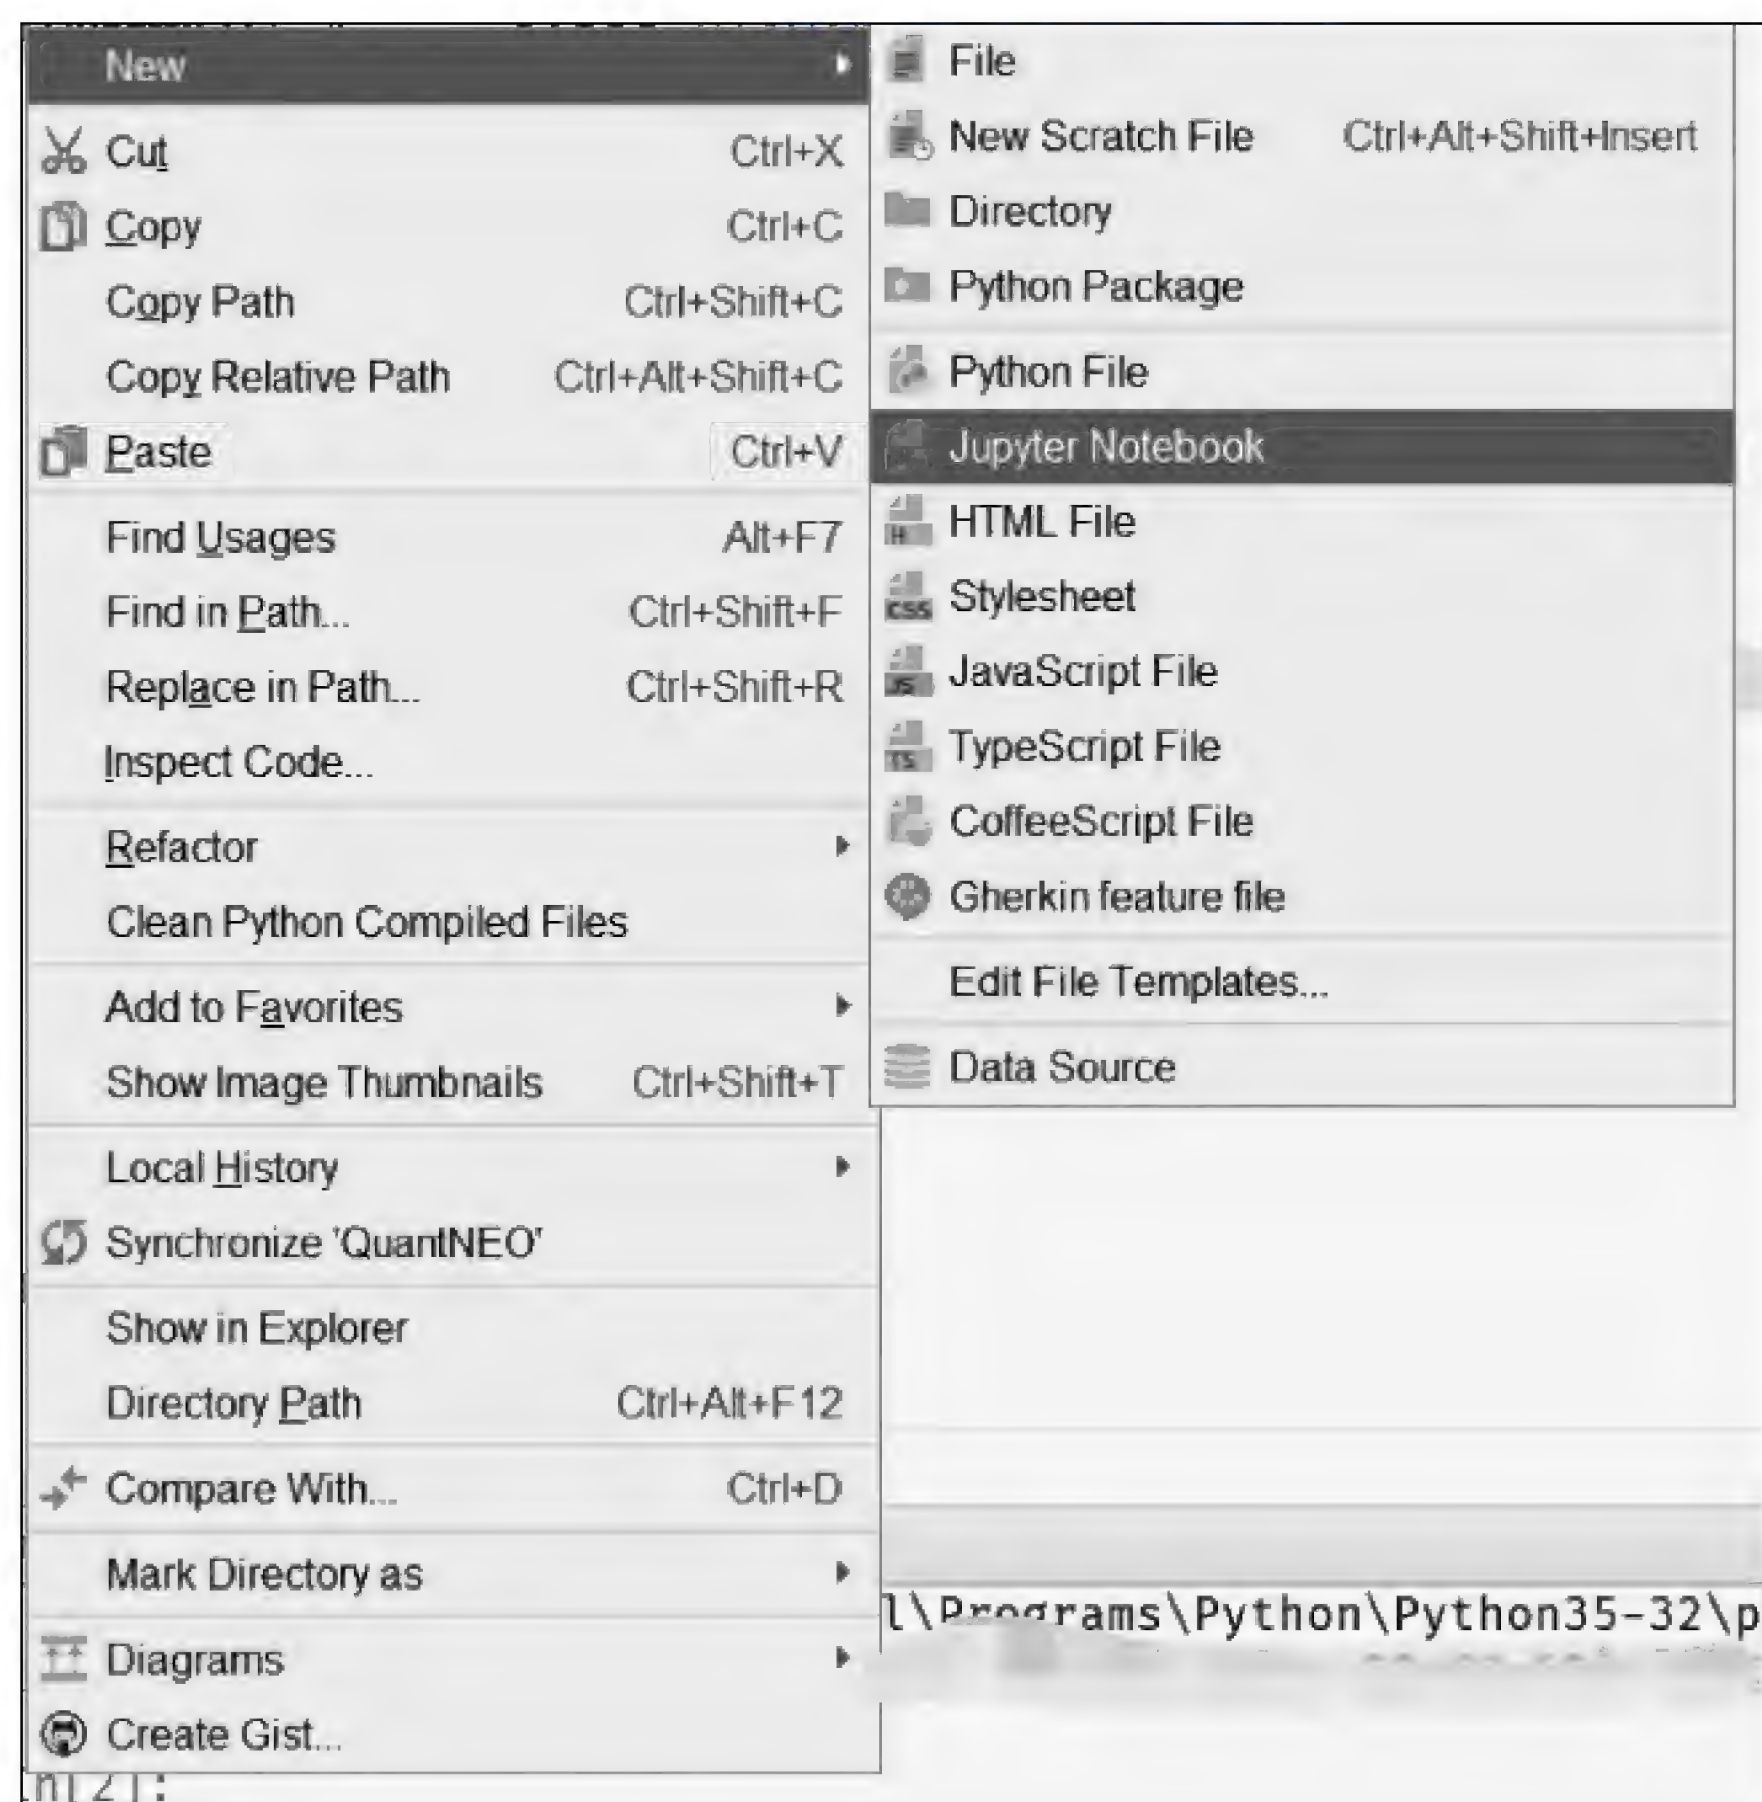 New
Cut Ctrl+X
Copy Ctrl+C
Copy Path Ctrl+Shift+C
Copy Relative Path Ctrl+Alt+Shift+C
Paste Ctrl+V
Find Usages Alt+F7
Find in Path... Ctrl+Shift+F
Replace in Path... Ctrl+Shift+R
Inspect Code...
Refactor
Clean Python Compiled Files
Add to Favorites
Show Image Thumbnails Ctrl+Shift+T
Local History
Synchronize 'QuantNEO'
Show in Explorer
Directory Path Ctrl+Alt+F12
Compare With... Ctrl+D
Mark Directory as
Diagrams
Create Gist...
File
New Scratch File Ctrl+Alt+Shift+Insert
Directory
Python Package
Python File
Jupyter Notebook
H HTML File
CSS Stylesheet
JS JavaScript File
TS TypeScript File
CoffeeScript File
Gherkin feature file
Edit File Templates...
Data Source
l\Programs\Python\Python35-32\p
n[2]: